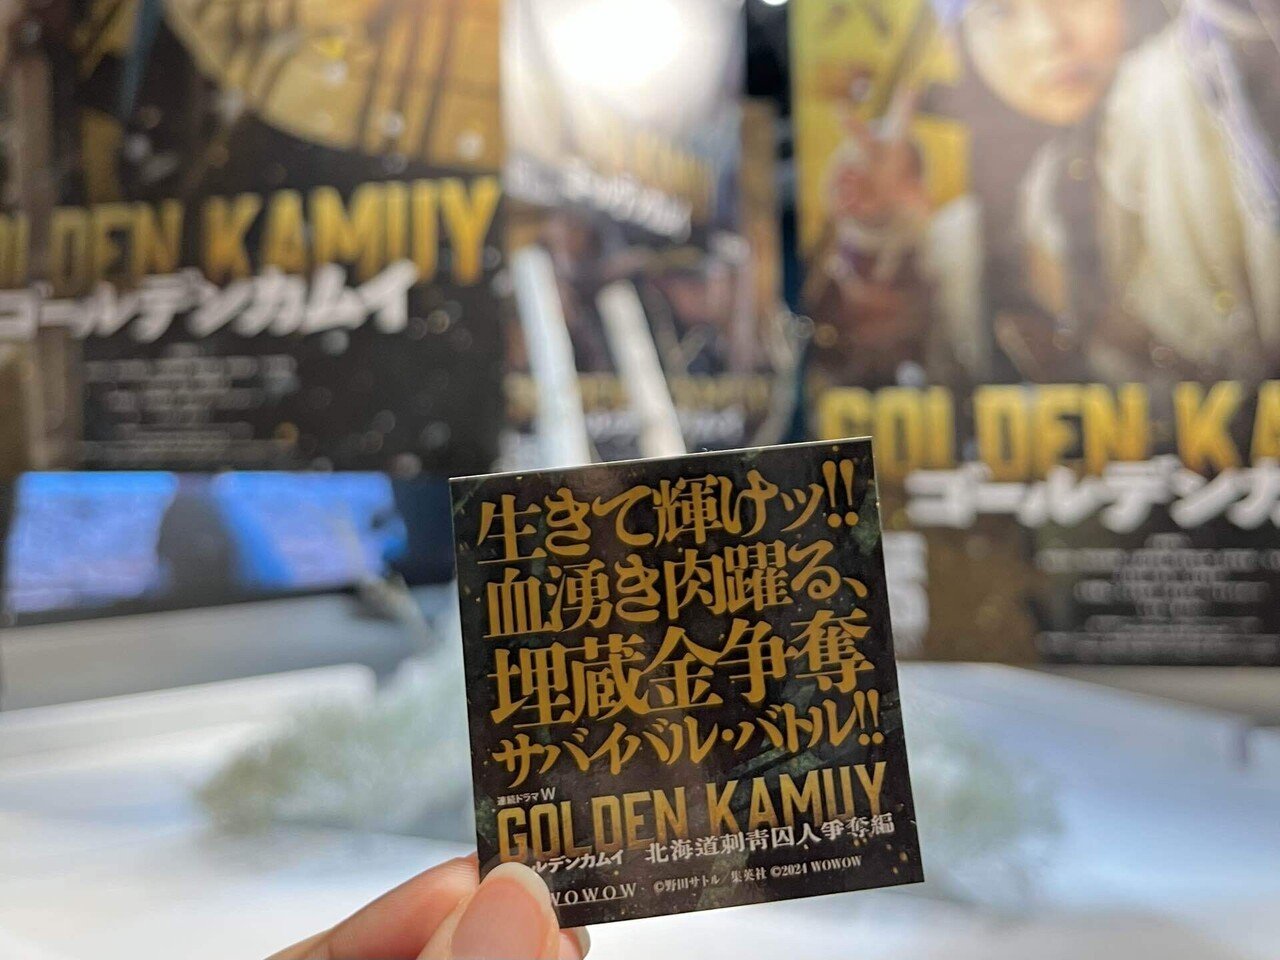 GOLDEN KAMUY
ゴールデンカムイ
GOLDEN KA
ゴールデンカ
生きて輝けッ!!
血湧き肉躍る、
埋蔵金争奪
サバイバル・バトル!!
連続ドラマW
GOLDEN KAMUY
ルデンカムイ 北海道刺青囚人争奪編
WOWOW ©野田サトル 集英社 ©2024 WOWOW